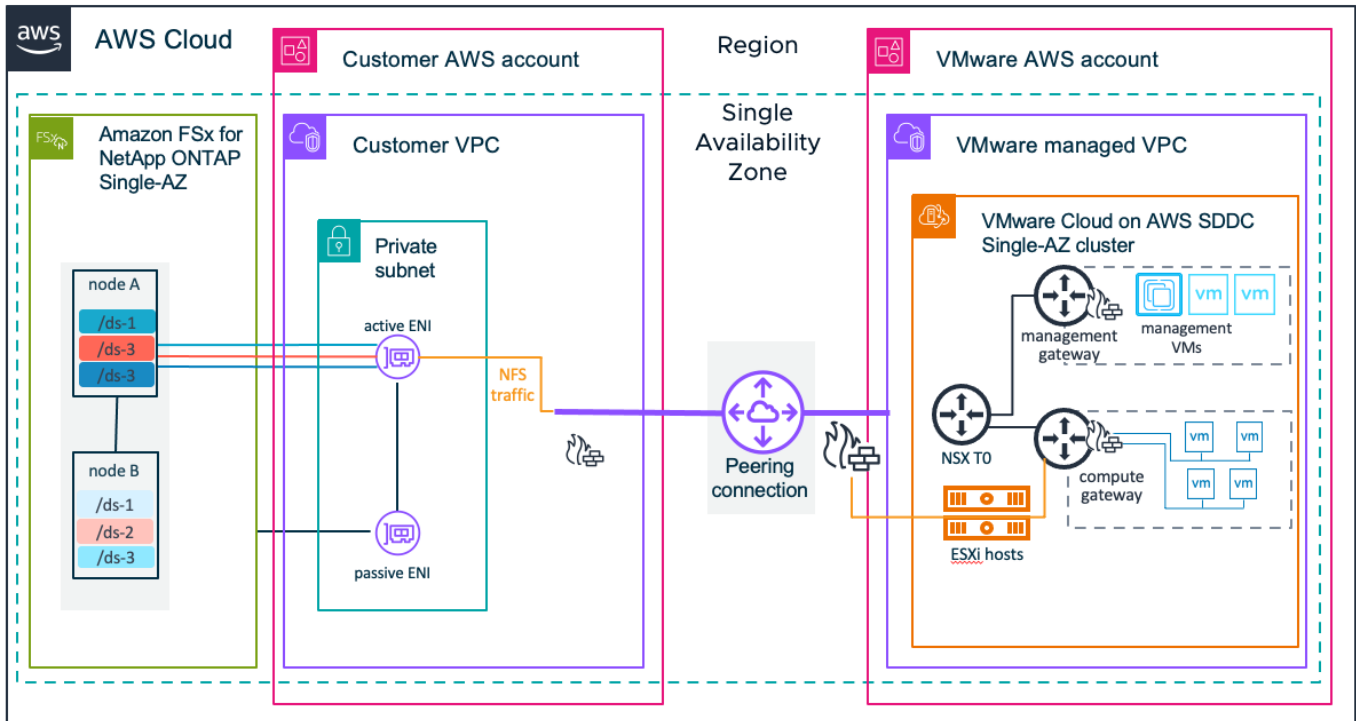 aws
AWS Cloud
Customer AWS account
Region
VMware AWS account
FSx
N
Amazon FSx for
NetApp ONTAP
Single-AZ
Customer VPC
Single
Availability
Zone
VMware managed VPC
VMware Cloud on AWS SDDC
Single-AZ cluster
Private
subnet
node A
/ds-1
/ds-3
/ds-3
active ENI
NFS
traffic
vm
vm
management
gateway
management
VMs
node B
/ds-1
/ds-2
/ds-3
passive ENI
Peering
connection
NSX T0
compute
gateway
vm
vm
vm
vm
ESXi hosts